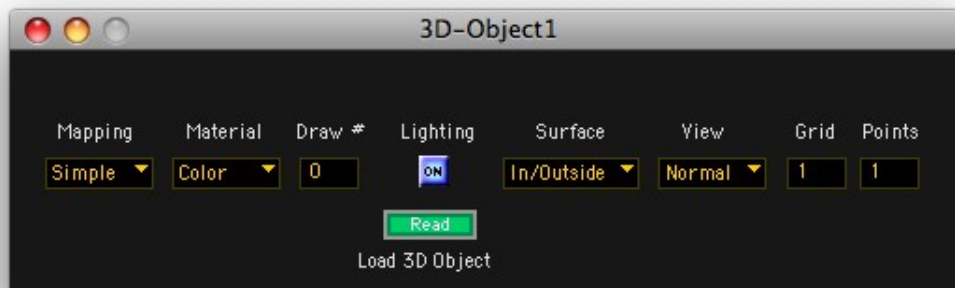 3D-Object1
Mapping Material Draw # Lighting Surface View Grid Points
Simple Color 0 ON In/Outside Normal 1 1
Read
Load 3D Object